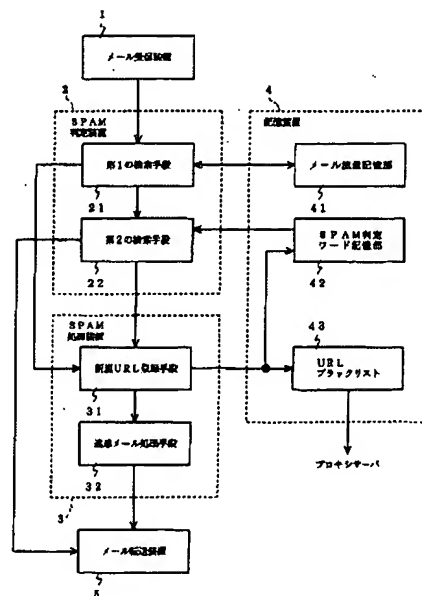 1
メール受信装置
2
SPAM
判定装置
第1の検索手段
21
第2の検索手段
22
4
記憶装置
メール流量記憶部
41
SPAM判定
ワード記憶部
42
43
URL
ブラックリスト
プロキシサーバ
SPAM
処理装置
新規URL登録手段
31
迷惑メール処理手段
32
3
メール転送装置
5